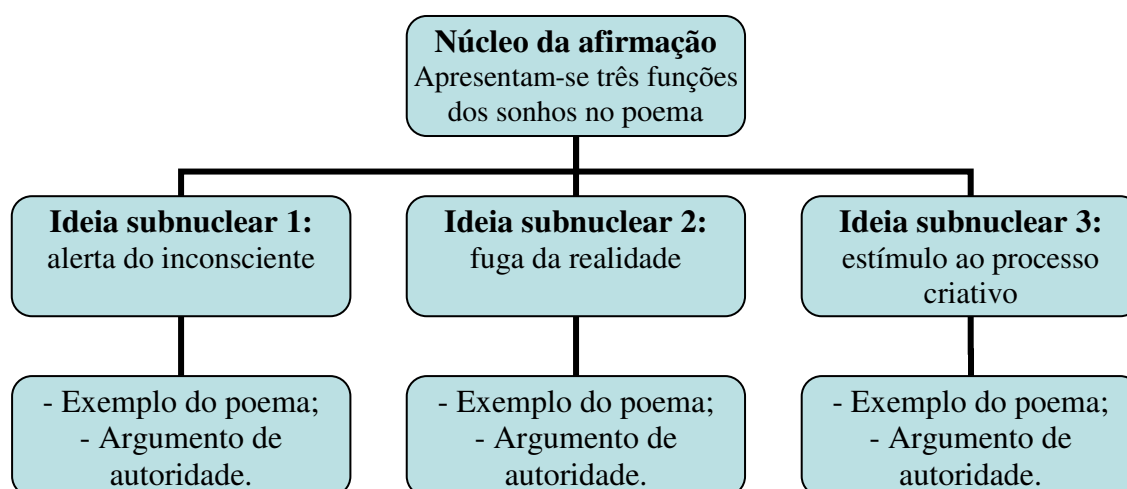 Núcleo da afirmação
Apresentam-se três funções
dos sonhos no poema
Ideia subnuclear 1:
alerta do inconsciente
Ideia subnuclear 2:
fuga da realidade
Ideia subnuclear 3:
estímulo ao processo
criativo
- Exemplo do poema;
- Argumento de
autoridade.
- Exemplo do poema;
- Argumento de
autoridade.
- Exemplo do poema;
- Argumento de
autoridade.